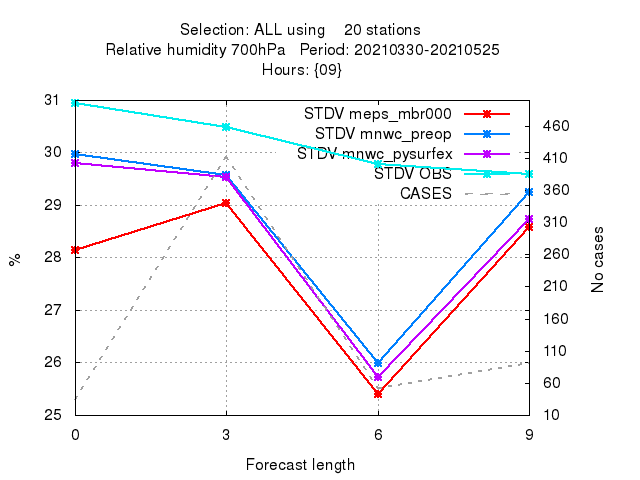 Selection: ALL using 20 stations
Relative humidity 700hPa Period: 20210330-20210525
Hours: {09}
STDV meps_mbr000
STDV mnwc_preop
STDV mnwc_pysurfex
STDV OBS
CASES
31
30
29
28
27
26
25
%
460
410
360
310
260
210
160
110
60
10
No cases
0 3 6 9
Forecast length